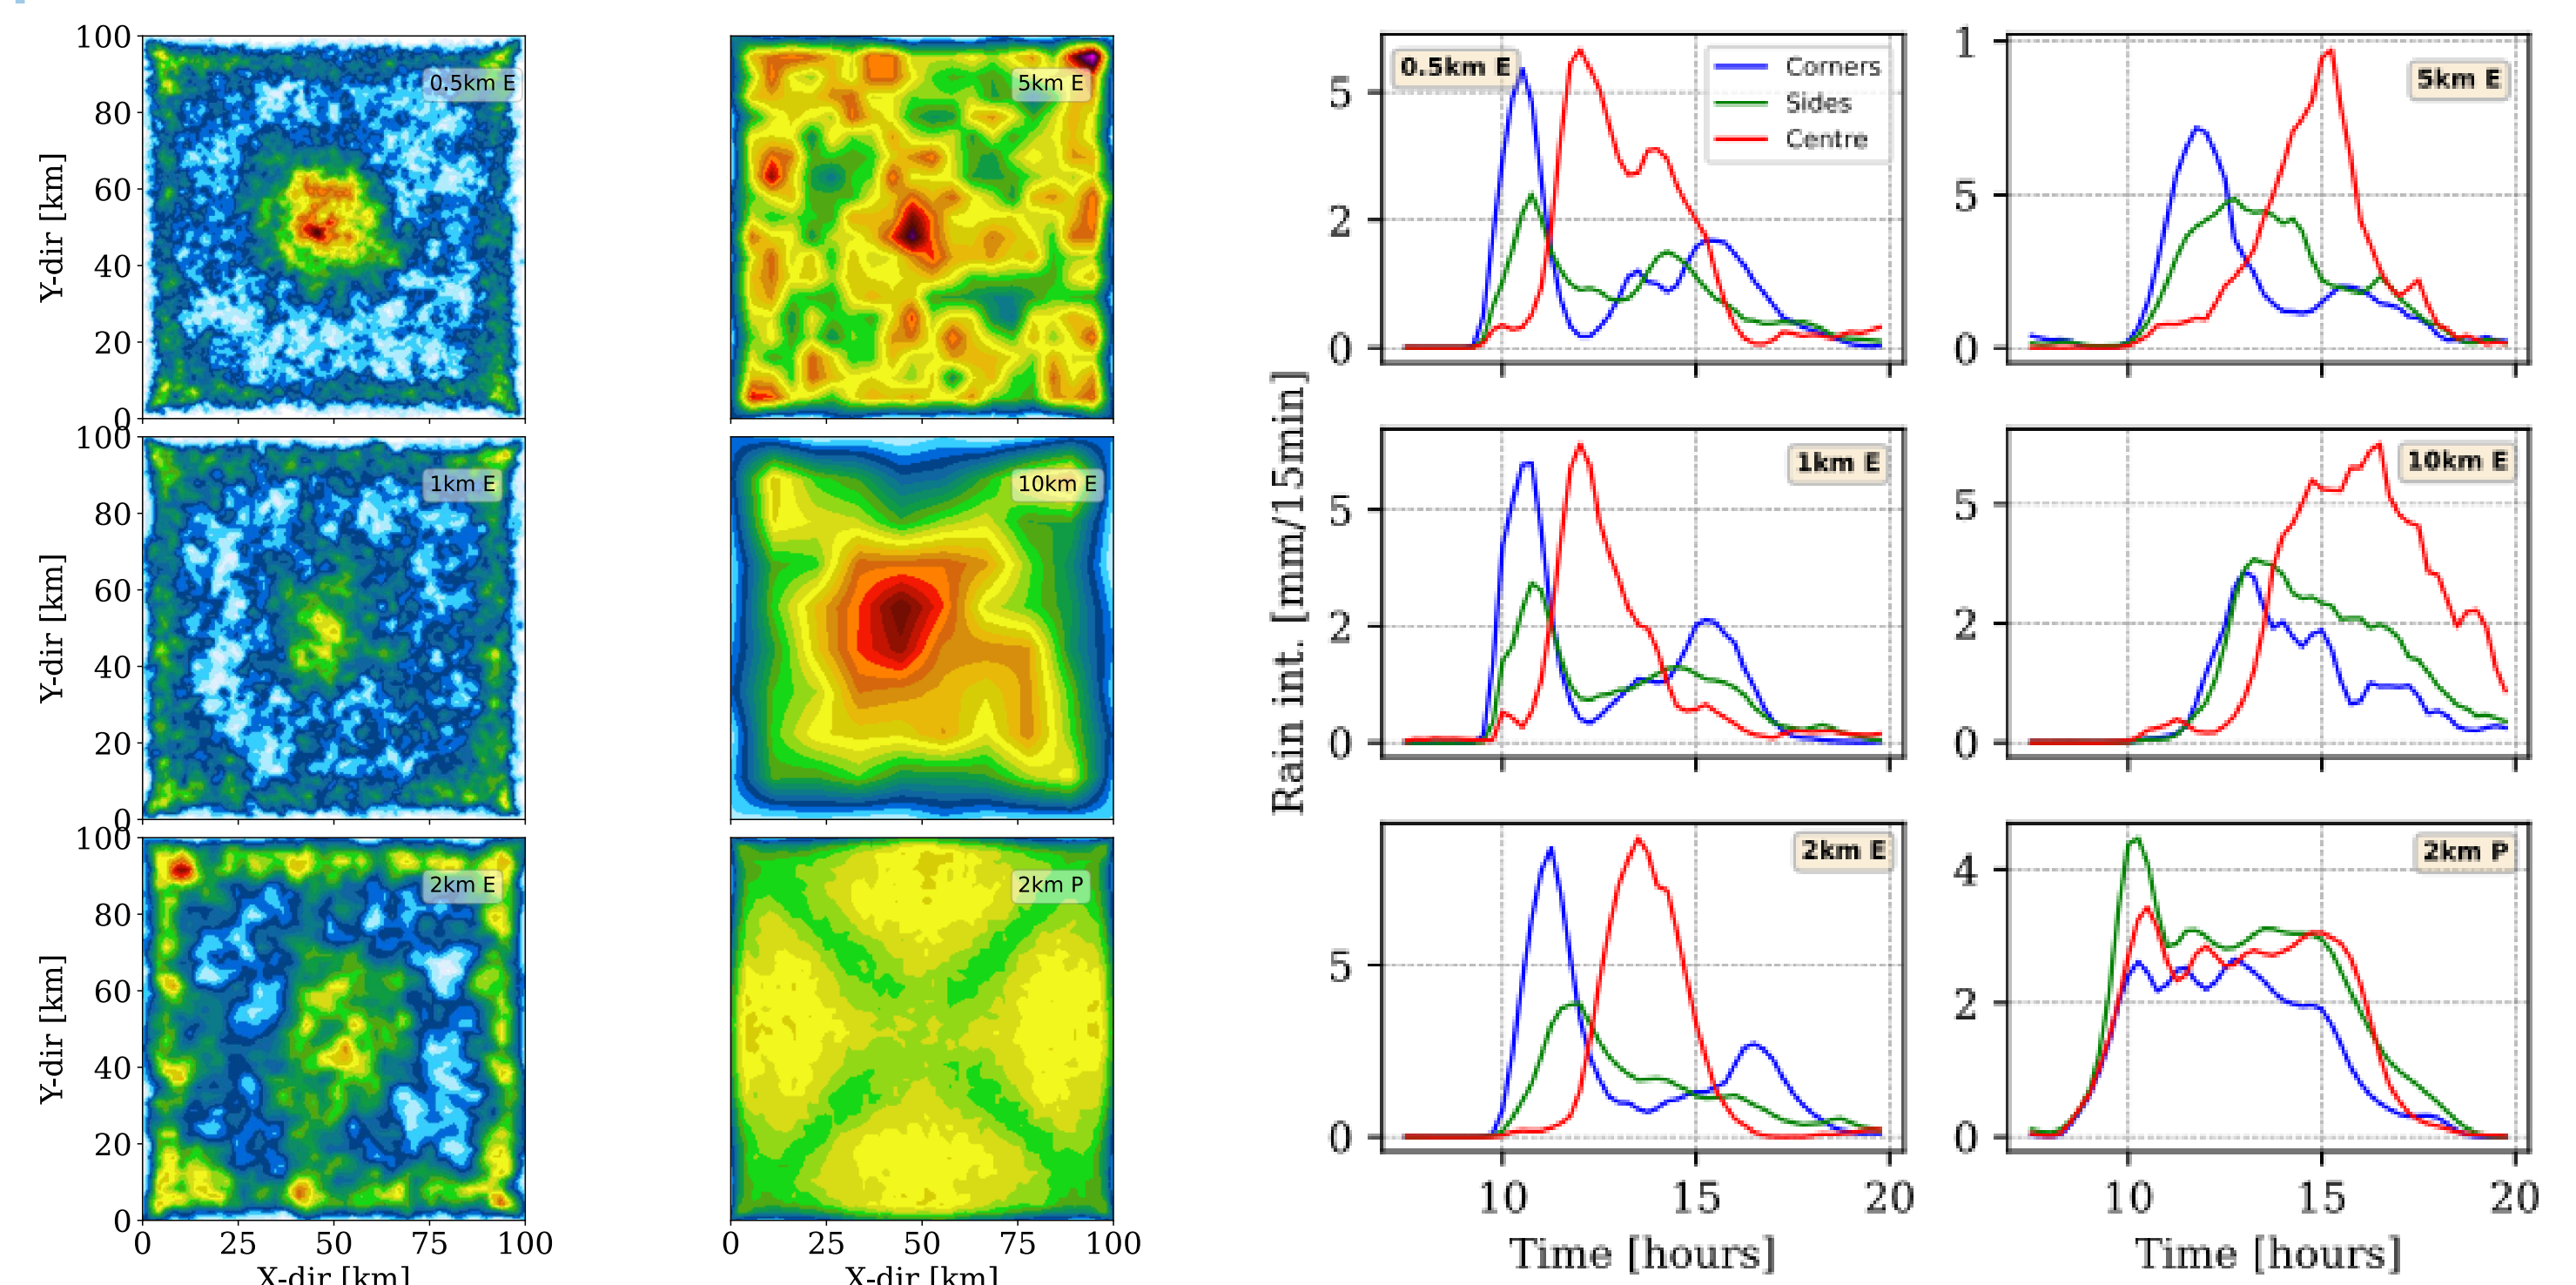 100
80
60
40
20
0
Y-dir [km]
0.5km E
5km E
100
80
60
40
20
0
Y-dir [km]
1km E
10km E
100
80
60
40
20
0
Y-dir [km]
2km E
2km P
0 25 50 75 100
0 25 50 75 100
X-dir [km]
X-dir [km]
Rain int. [mm/15min]
0.5km E
Corners
Sides
Centre
5
2
0
5km E
1
5
0
1km E
5
2
0
10km E
5
2
0
2km E
5
0
2km P
4
2
0
10 15 20
10 15 20
Time [hours]
Time [hours]